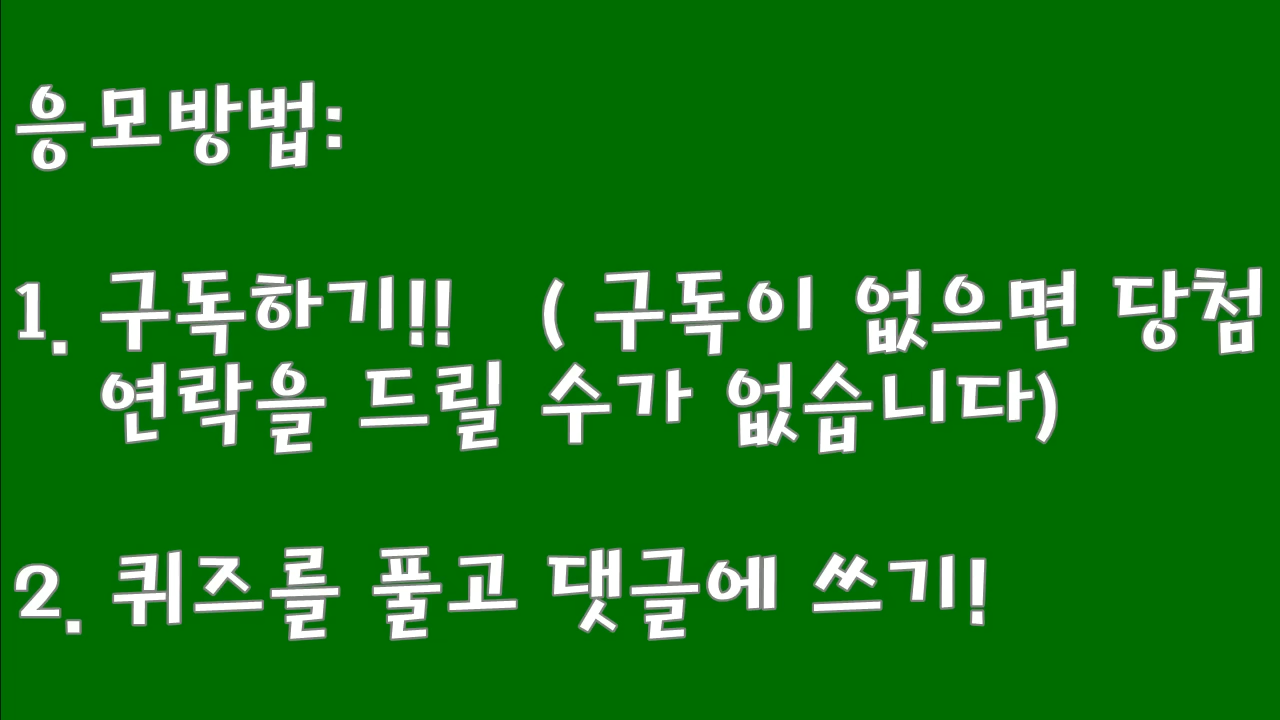 응모방법:
1. 구독하기!! ( 구독이 없으면 당첨
연락을 드릴 수가 없습니다)
2. 퀴즈를 풀고 댓글에 쓰기!